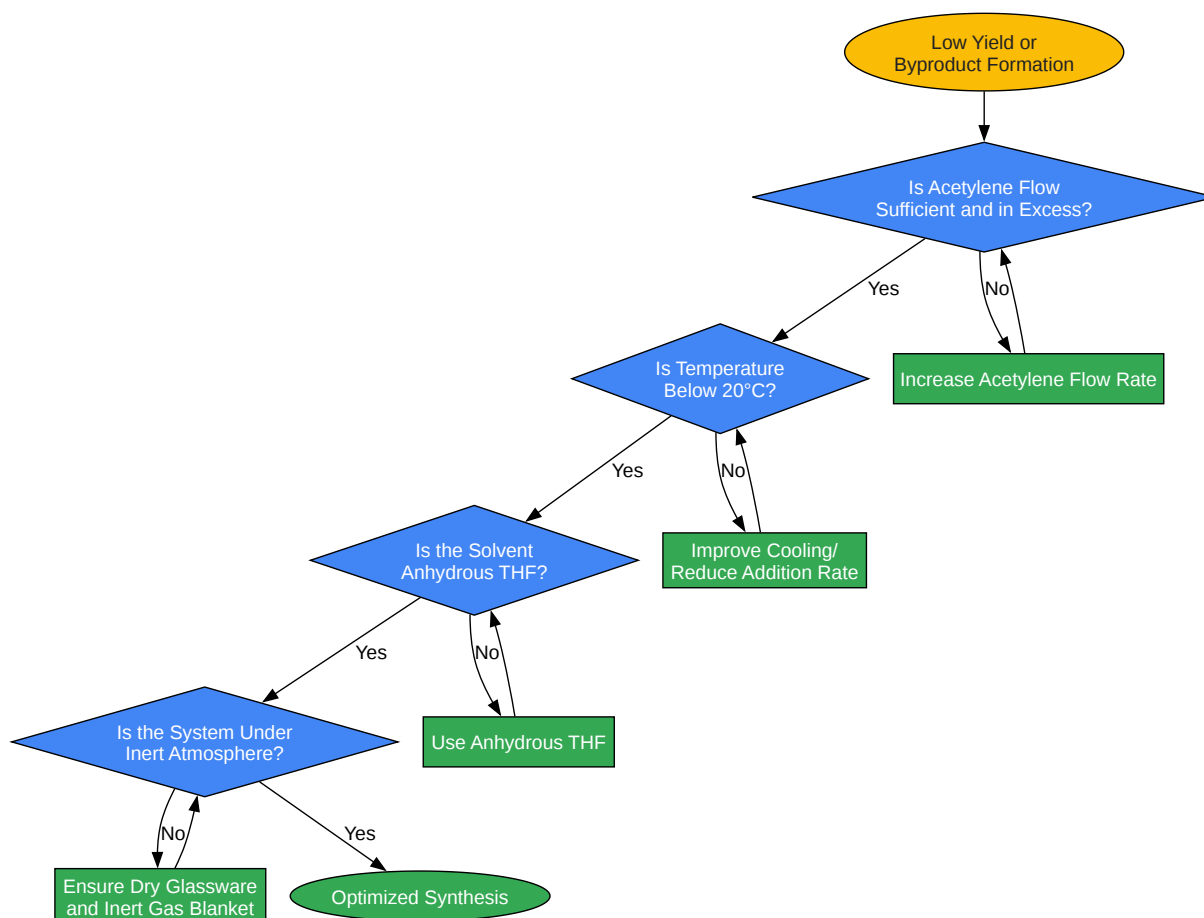 Low Yield or
Byproduct Formation
Is Acetylene Flow
Sufficient and in Excess?
Yes
No
Increase Acetylene Flow Rate
Is Temperature
Below 20°C?
Yes
No
Improve Cooling/
Reduce Addition Rate
Is the Solvent
Anhydrous THF?
Yes
No
Use Anhydrous THF
Is the System Under
Inert Atmosphere?
No
Yes
Ensure Dry Glassware
and Inert Gas Blanket
Optimized Synthesis